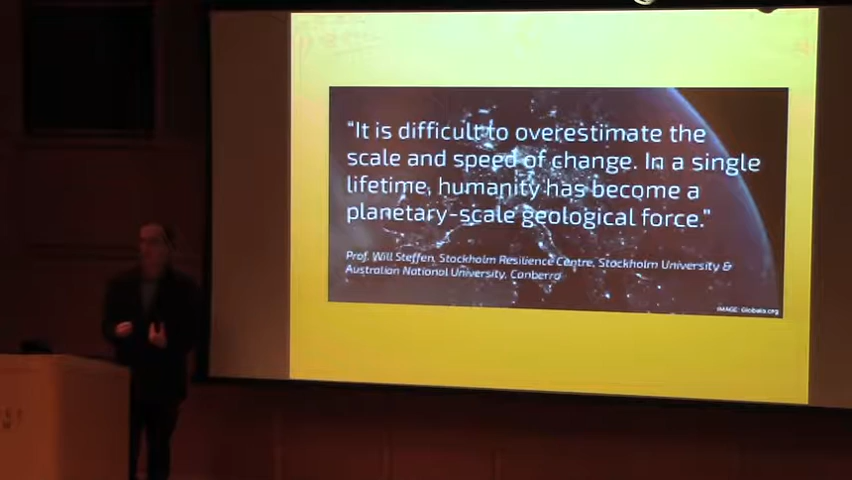 “It is difficult to overestimate the
scale and speed of change. In a single
lifetime, humanity has become a
planetary-scale geological force.”
Prof. Will Steffen, Stockholm Resilience Centre, Stockholm University &
Australian National University, Canberra
IMAGE: Globaia.org